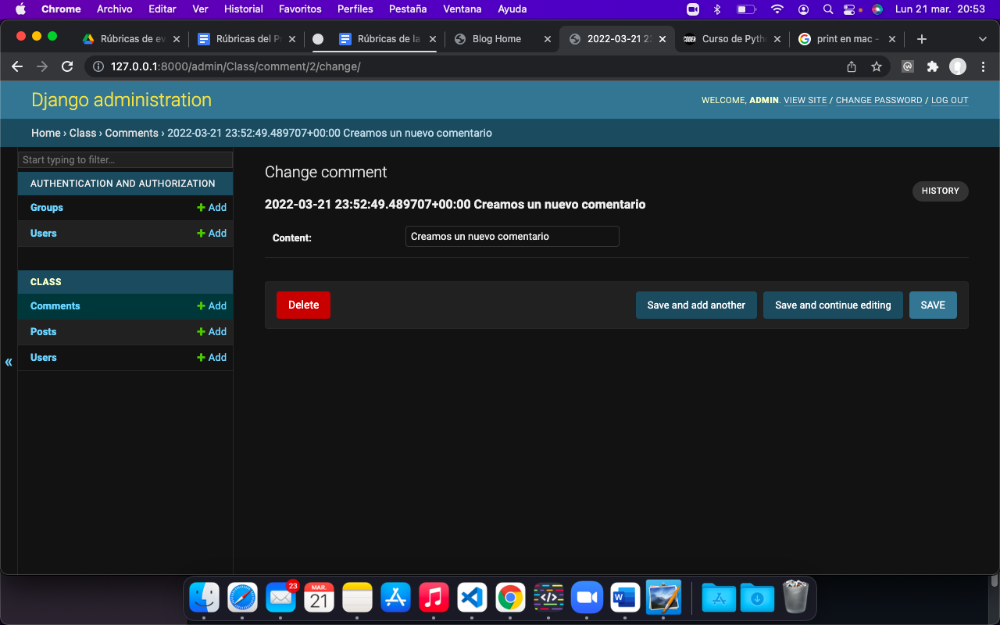 Chrome Archivo Editar Ver Historial Favoritos Perfiles Pestaña Ventana Ayuda Lun 21 mar. 20:53
Rúbricas de ev Rúbricas del P Rúbricas de la Blog Home 2022-03-21 23 CODER Curso de Pyth print en mac -
127.0.0.1:8000/admin/Class/comment/2/change/
Django administration
WELCOME, ADMIN. VIEW SITE / CHANGE PASSWORD / LOG OUT
Home › Class › Comments › 2022-03-21 23:52:49.489707+00:00 Creamos un nuevo comentario
Start typing to filter...
AUTHENTICATION AND AUTHORIZATION
Groups + Add
Users + Add
CLASS
Comments + Add
Posts + Add
Users + Add
«
Change comment
HISTORY
2022-03-21 23:52:49.489707+00:00 Creamos un nuevo comentario
Content: Creamos un nuevo comentario
Delete Save and add another Save and continue editing SAVE
23
MAR.
21
</>
W